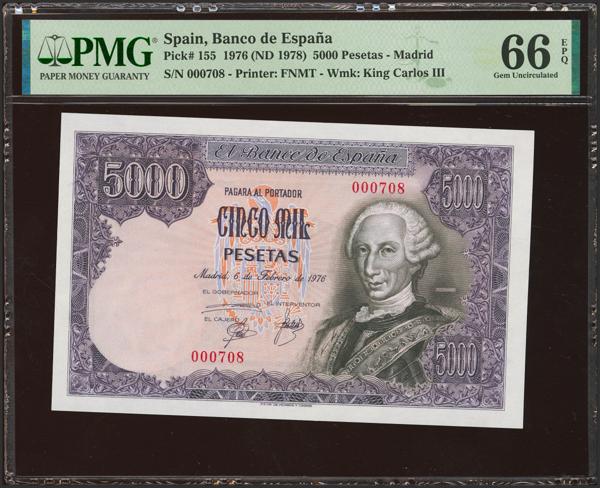 PMG
PAPER MONEY GUARANTY
Spain, Banco de España
Pick# 155 1976 (ND 1978) 5000 Pesetas - Madrid
S/N 000708 - Printer: FNMT - Wmk: King Carlos III
66 EPQ
Gem Uncirculated
El Banco de España
5000
PAGARA AL PORTADOR
000708
5000
CINCO MIL
PESETAS
Madrid, 6 de Febrero de 1976
EL GOBERNADOR
EL INTERVENTOR
EL CAJERO
000708
5000